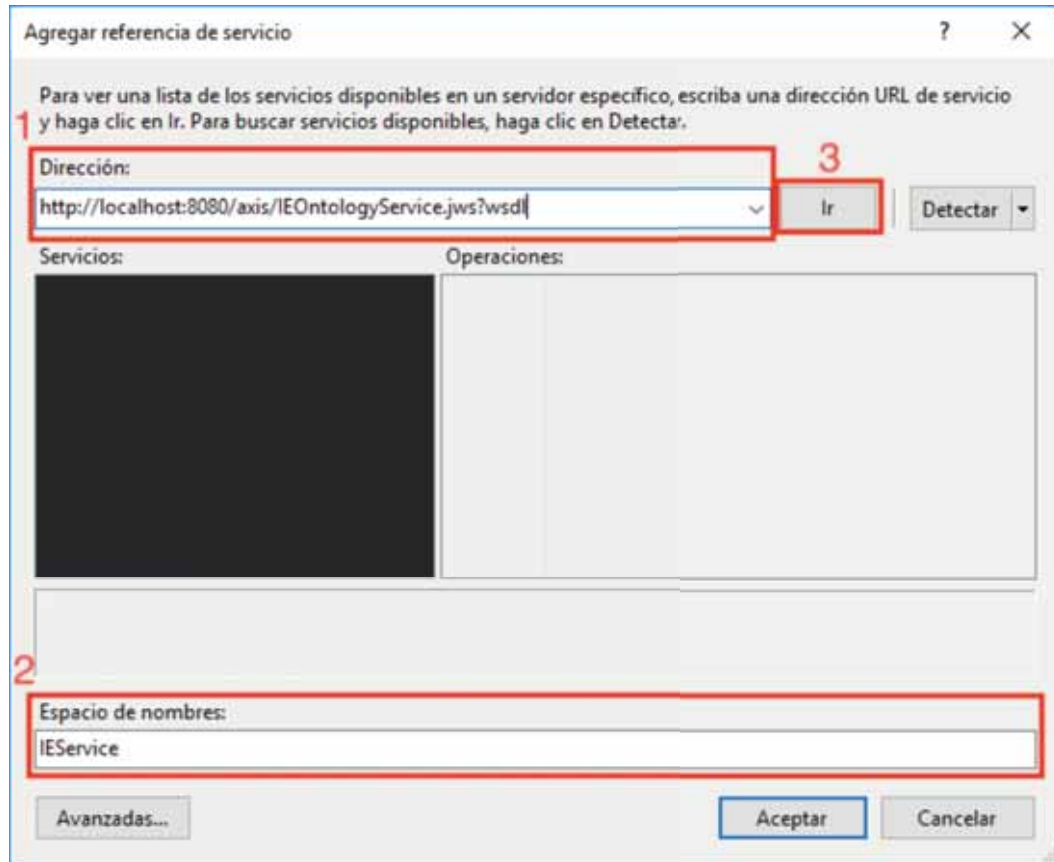 Agregar referencia de servicio ? X
Para ver una lista de los servicios disponibles en un servidor específico, escriba una dirección URL de servicio
1 y haga clic en Ir. Para buscar servicios disponibles, haga clic en Detectar.
Dirección: 3
http://localhost:8080/axis/IEOntologyService.jws?wsdl Ir Detectar
Servicios: Operaciones:
2
Espacio de nombres:
IEService
Avanzadas... Aceptar Cancelar